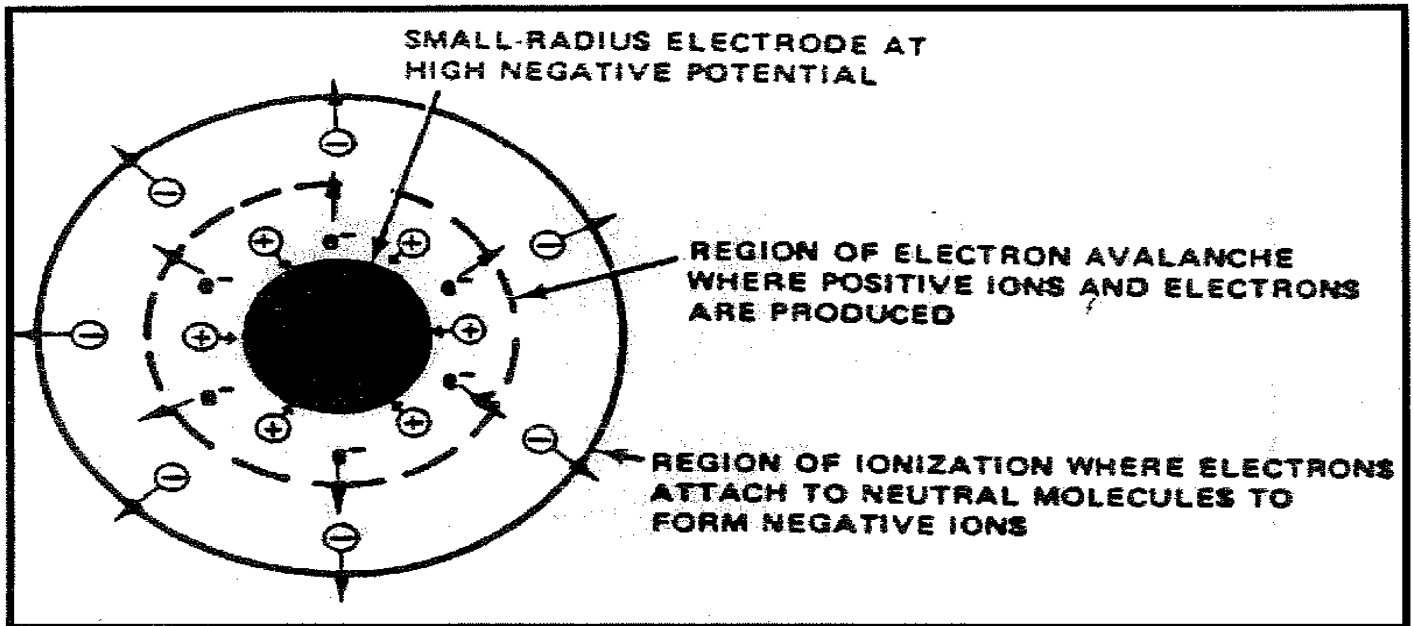 SMALL-RADIUS ELECTRODE AT
HIGH NEGATIVE POTENTIAL
REGION OF ELECTRON AVALANCHE
WHERE POSITIVE IONS AND ELECTRONS
ARE PRODUCED
REGION OF IONIZATION WHERE ELECTRONS
ATTACH TO NEUTRAL MOLECULES TO
FORM NEGATIVE IONS
−
−
−
+
e−
+
−
e−
e−
−
+
+
e−
e−
+
+
−
e−
−
−